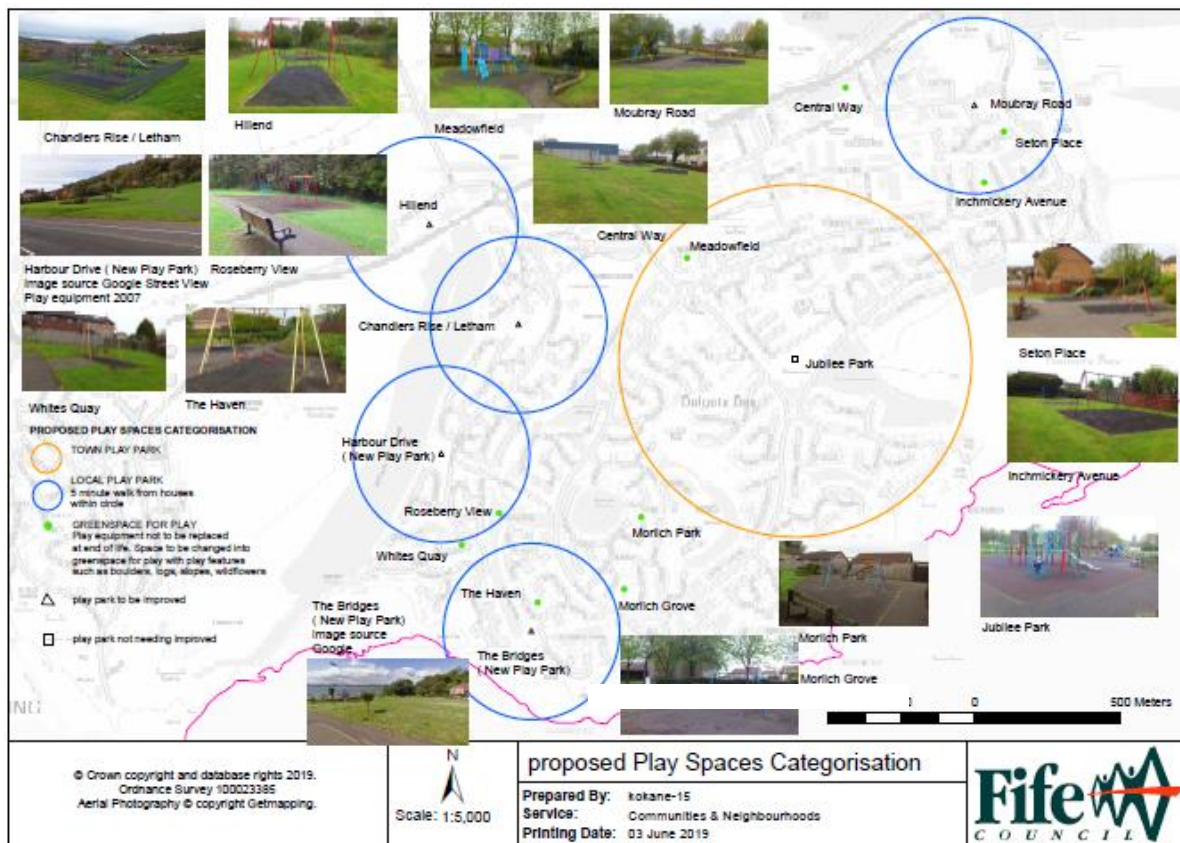 Chandlers Rise / Letham
Hillend
Meadowfield
Moubray Road
Harbour Drive ( New Play Park)
Image source Google Street View
Play equipment 2007
Roseberry View
Central Way
Whites Quay
The Haven
Central Way
Moubray Road
Seton Place
Inchmickery Avenue
Hillend
Meadowfield
Chandlers Rise / Letham
Jubilee Park
Dalgety Bay
Harbour Drive
( New Play Park)
Roseberry View
Whites Quay
Morlich Park
The Haven
Morlich Grove
The Bridges
( New Play Park)
The Bridges
( New Play Park)
Image source
Google
Seton Place
Inchmickery Avenue
Morlich Park
Morlich Grove
Jubilee Park
PROPOSED PLAY SPACES CATEGORISATION
TOWN PLAY PARK
LOCAL PLAY PARK
5 minute walk from houses
within circle
GREENSPACE FOR PLAY
Play equipment not to be replaced
at end of life. Space to be changed into
greenspace for play with play features
such as boulders, logs, slopes, wildflowers
play park to be improved
play park not needing improved
0
500 Meters
© Crown copyright and database rights 2019.
Ordnance Survey 100023385
Aerial Photography © copyright Getmapping.
N
Scale: 1:5,000
proposed Play Spaces Categorisation
Prepared By: kokane-15
Service: Communities & Neighbourhoods
Printing Date: 03 June 2019
Fife
COUNCIL